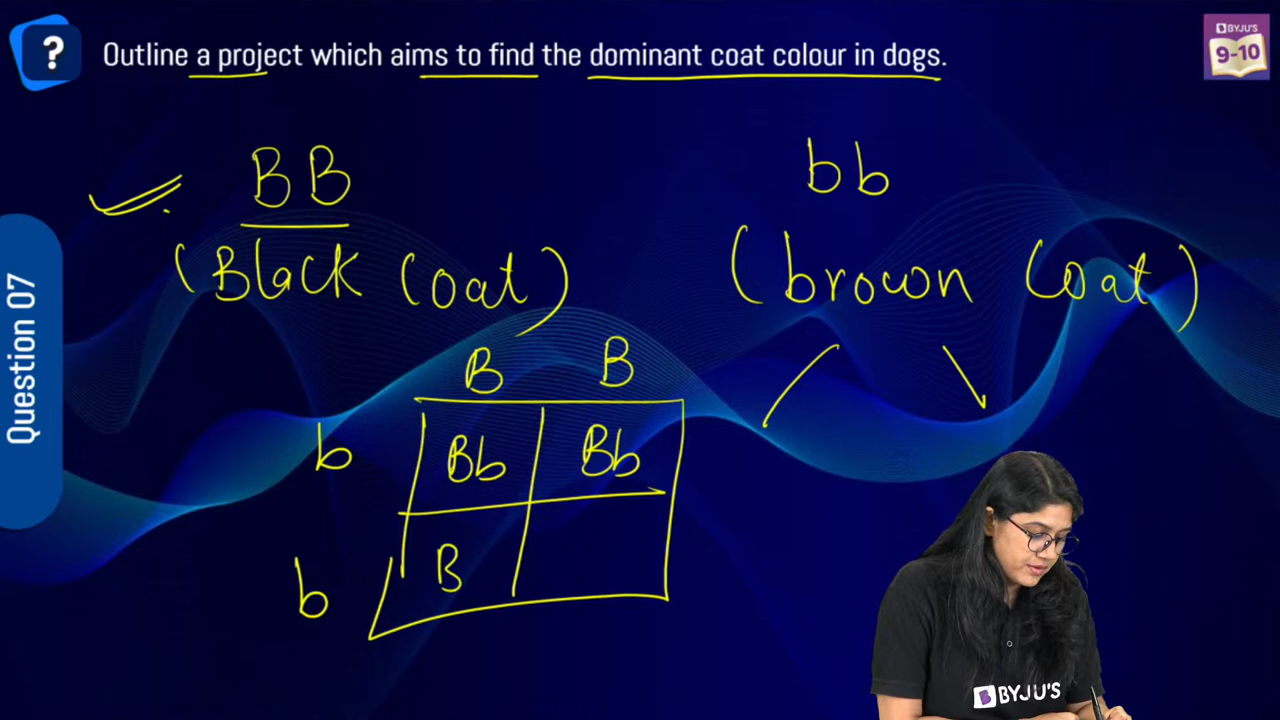 ?
Outline a project which aims to find the dominant coat colour in dogs.
BYJU'S
9-10
Question 07
BB
bb
(Black Coat)
(brown Coat)
B B
b Bb Bb
b B
BYJU'S